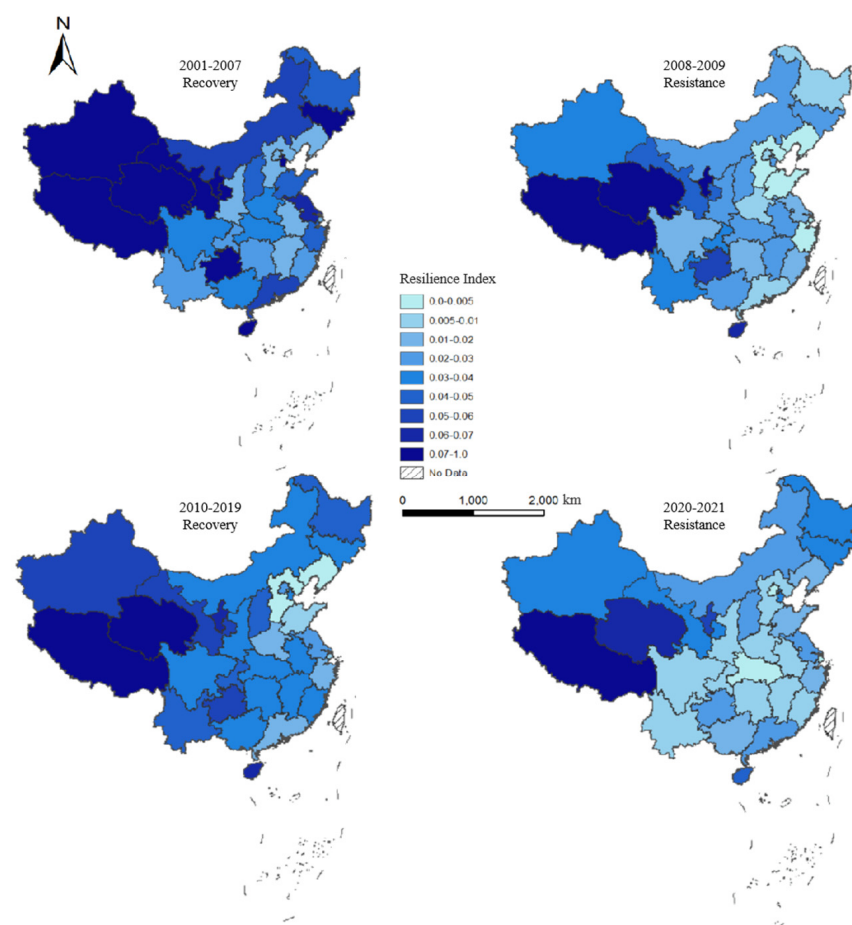 N
2001-2007
Recovery
2008-2009
Resistance
Resilience Index
0.0-0.005
0.005-0.01
0.01-0.02
0.02-0.03
0.03-0.04
0.04-0.05
0.05-0.06
0.06-0.07
0.07-1.0
No Data
0 1,000 2,000 km
2010-2019
Recovery
2020-2021
Resistance